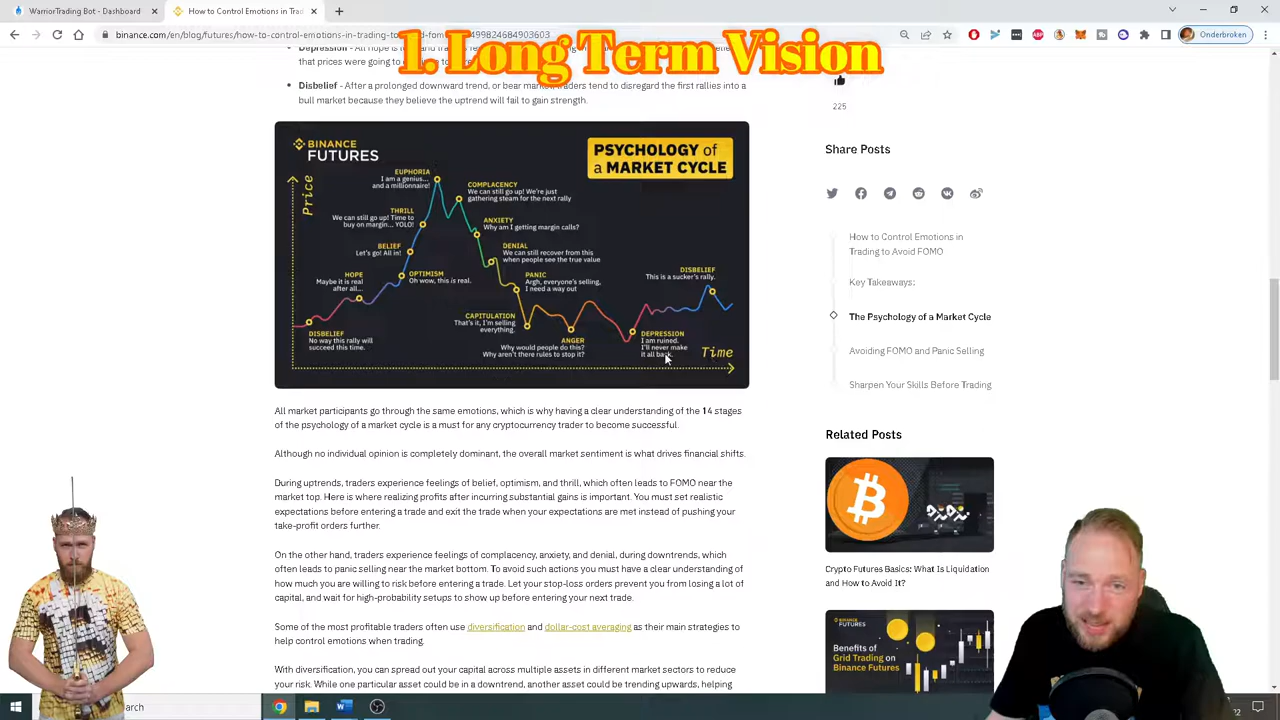 WarriorTrading Bot - Dashboard
How to Control Emotions in Trad
1. Long Term Vision
Onderbroken
Disbelief - After a prolonged downward trend, or bear market, traders tend to disregard the first rallies into a
bull market because they believe the uptrend will fail to gain strength.
BINANCE
FUTURES
PSYCHOLOGY of
a MARKET CYCLE
Price
EUPHORIA
I am a genius...
and a millionaire!
COMPLACENCY
We can still go up! We're just
gathering steam for the next rally
THRILL
We can still go up! Time to
buy on margin... YOLO!
ANXIETY
Why am I getting margin calls?
BELIEF
Let's go! All in!
DENIAL
We can still recover from this
when people see the true value
HOPE
Maybe it is real
after all...
OPTIMISM
Oh wow, this is real.
PANIC
Argh, everyone's selling,
I need a way out
DISBELIEF
This is a sucker's rally.
CAPITULATION
That's it, I'm selling
everything.
DISBELIEF
No way this rally will
succeed this time.
ANGER
Why would people do this?
Why aren't there rules to stop it?
DEPRESSION
I am ruined.
I'll never make
it all back.
Time
All market participants go through the same emotions, which is why having a clear understanding of the 14 stages
of the psychology of a market cycle is a must for any cryptocurrency trader to become successful.
Although no individual opinion is completely dominant, the overall market sentiment is what drives financial shifts.
During uptrends, traders experience feelings of belief, optimism, and thrill, which often leads to FOMO near the
market top. Here is where realizing profits after incurring substantial gains is important. You must set realistic
expectations before entering a trade and exit the trade when your expectations are met instead of pushing your
take-profit orders further.
On the other hand, traders experience feelings of complacency, anxiety, and denial, during downtrends, which
often leads to panic selling near the market bottom. To avoid such actions you must have a clear understanding of
how much you are willing to risk before entering a trade. Let your stop-loss orders prevent you from losing a lot of
capital, and wait for high-probability setups to show up before entering your next trade.
Some of the most profitable traders often use diversification and dollar-cost averaging as their main strategies to
help control emotions when trading.
With diversification, you can spread out your capital across multiple assets in different market sectors to reduce
your risk. While one particular asset could be in a downtrend, another asset could be trending upwards, helping
225
Share Posts
How to Control Emotions in
Trading to Avoid FOMO
Key Takeaways:
The Psychology of a Market Cycle
Avoiding FOMO and Panic Selling
Sharpen Your Skills Before Trading
Related Posts
Crypto Futures Basics: What Is Liquidation
and How to Avoid It?
BINANCE
FUTURES
Benefits of
Grid Trading on
Binance Futures